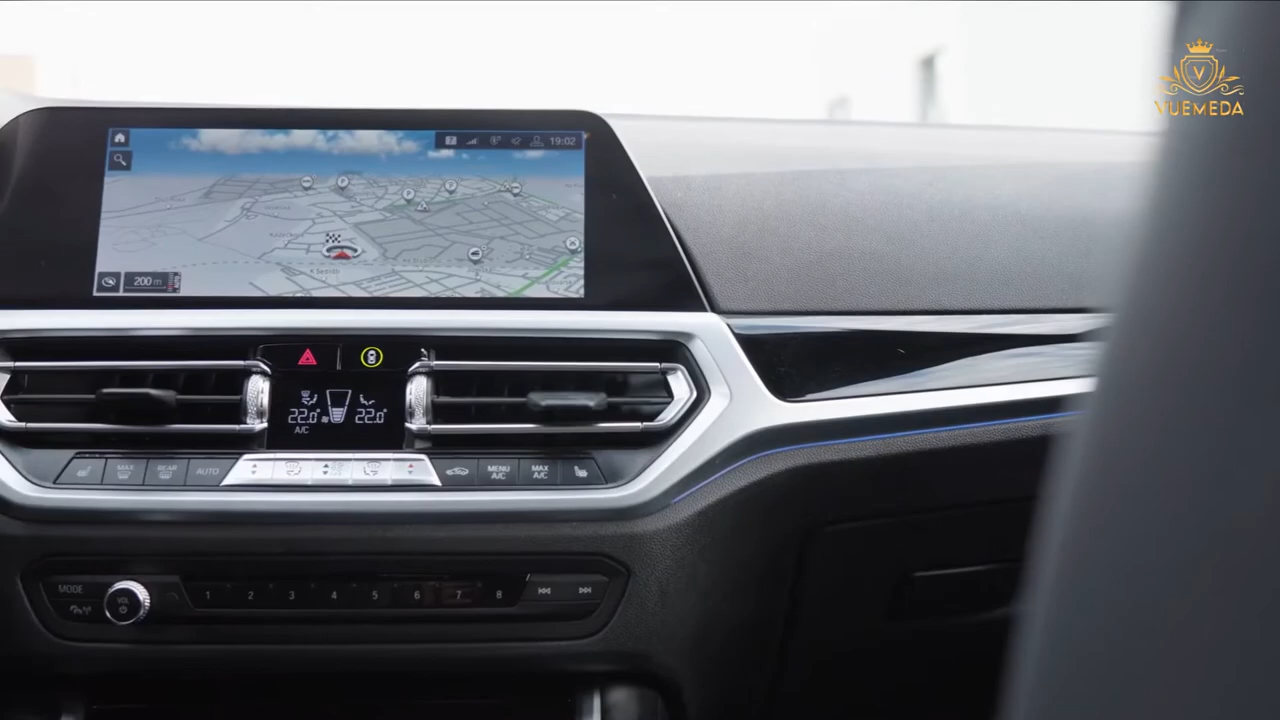 VUEMEDA
19:02
200 m
22.0° 22.0°
A/C
MAX REAR AUTO MENU A/C MAX A/C
MODE
VOL
1 2 3 4 5 6 7 8